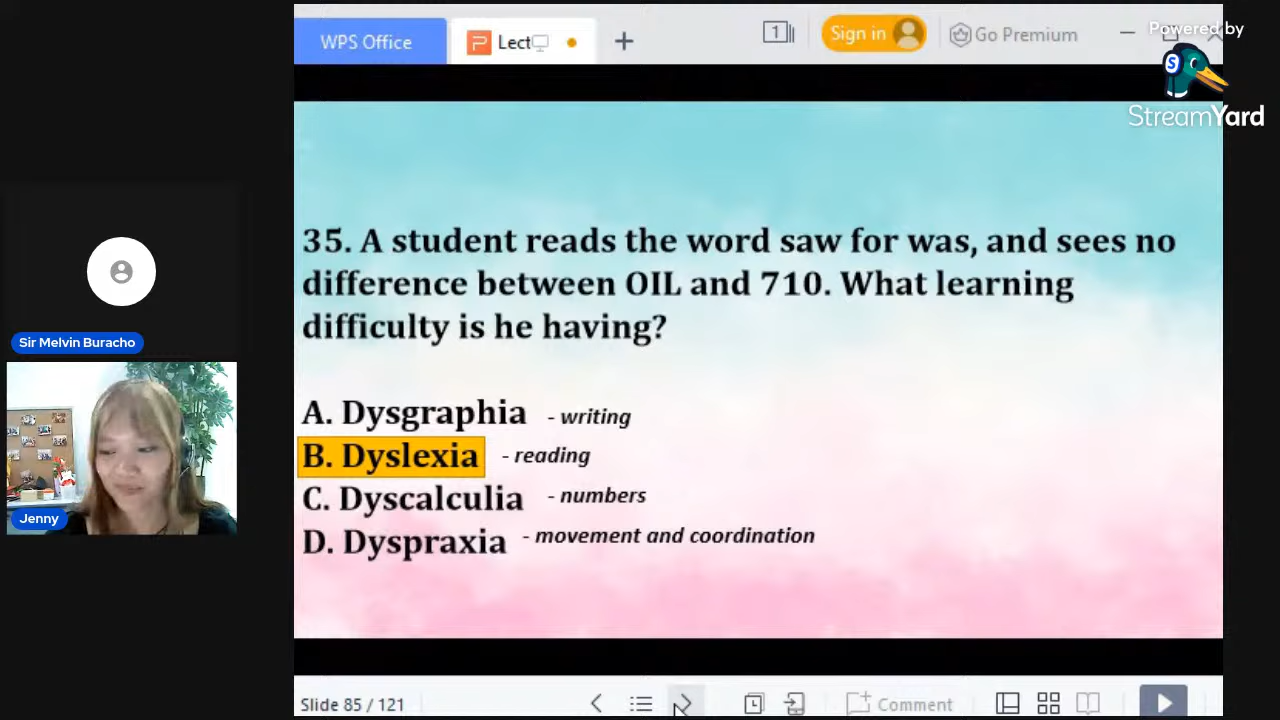 WPS Office
Lect
1
Sign in
Go Premium
Powered by
StreamYard
35. A student reads the word saw for was, and sees no
difference between OIL and 710. What learning
difficulty is he having?
A. Dysgraphia - writing
B. Dyslexia - reading
C. Dyscalculia - numbers
D. Dyspraxia - movement and coordination
Sir Melvin Buracho
Jenny
Slide 85 / 121
Comment